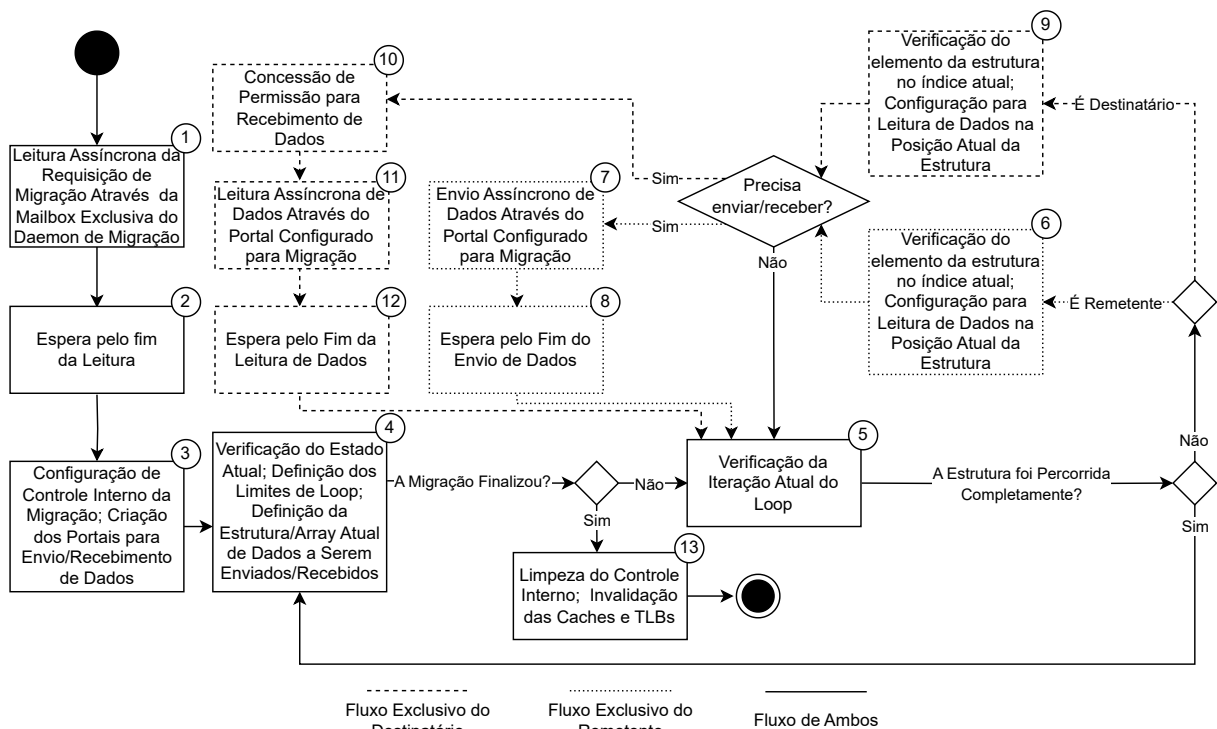 1
Leitura Assíncrona da
Requisição de
Migração Através da
Mailbox Exclusiva do
Daemon de Migração
2
Espera pelo fim
da Leitura
3
Configuração de
Controle Interno da
Migração; Criação
dos Portais para
Envio/Recebimento
de Dados
4
Verificação do Estado
Atual; Definição dos
Limites de Loop;
Definição da
Estrutura/Array Atual
de Dados a Serem
Enviados/Recebidos
A Migração Finalizou?
Não
Sim
13
Limpeza do Controle
Interno; Invalidação
das Caches e TLBs
5
Verificação da
Iteração Atual do
Loop
A Estrutura foi Percorrida
Completamente?
Sim
Não
É Remetente
É Destinatário
6
Verificação do
elemento da estrutura
no índice atual;
Configuração para
Leitura de Dados na
Posição Atual da
Estrutura
9
Verificação do
elemento da estrutura
no índice atual;
Configuração para
Leitura de Dados na
Posição Atual da
Estrutura
Precisa
enviar/receber?
Sim
Sim
Não
7
Envio Assíncrono de
Dados Através do
Portal Configurado
para Migração
8
Espera pelo Fim do
Envio de Dados
10
Concessão de
Permissão para
Recebimento de
Dados
11
Leitura Assíncrona de
Dados Através do
Portal Configurado
para Migração
12
Espera pelo Fim da
Leitura de Dados
Fluxo Exclusivo do
Destinatário
Fluxo Exclusivo do
Remetente
Fluxo de Ambos